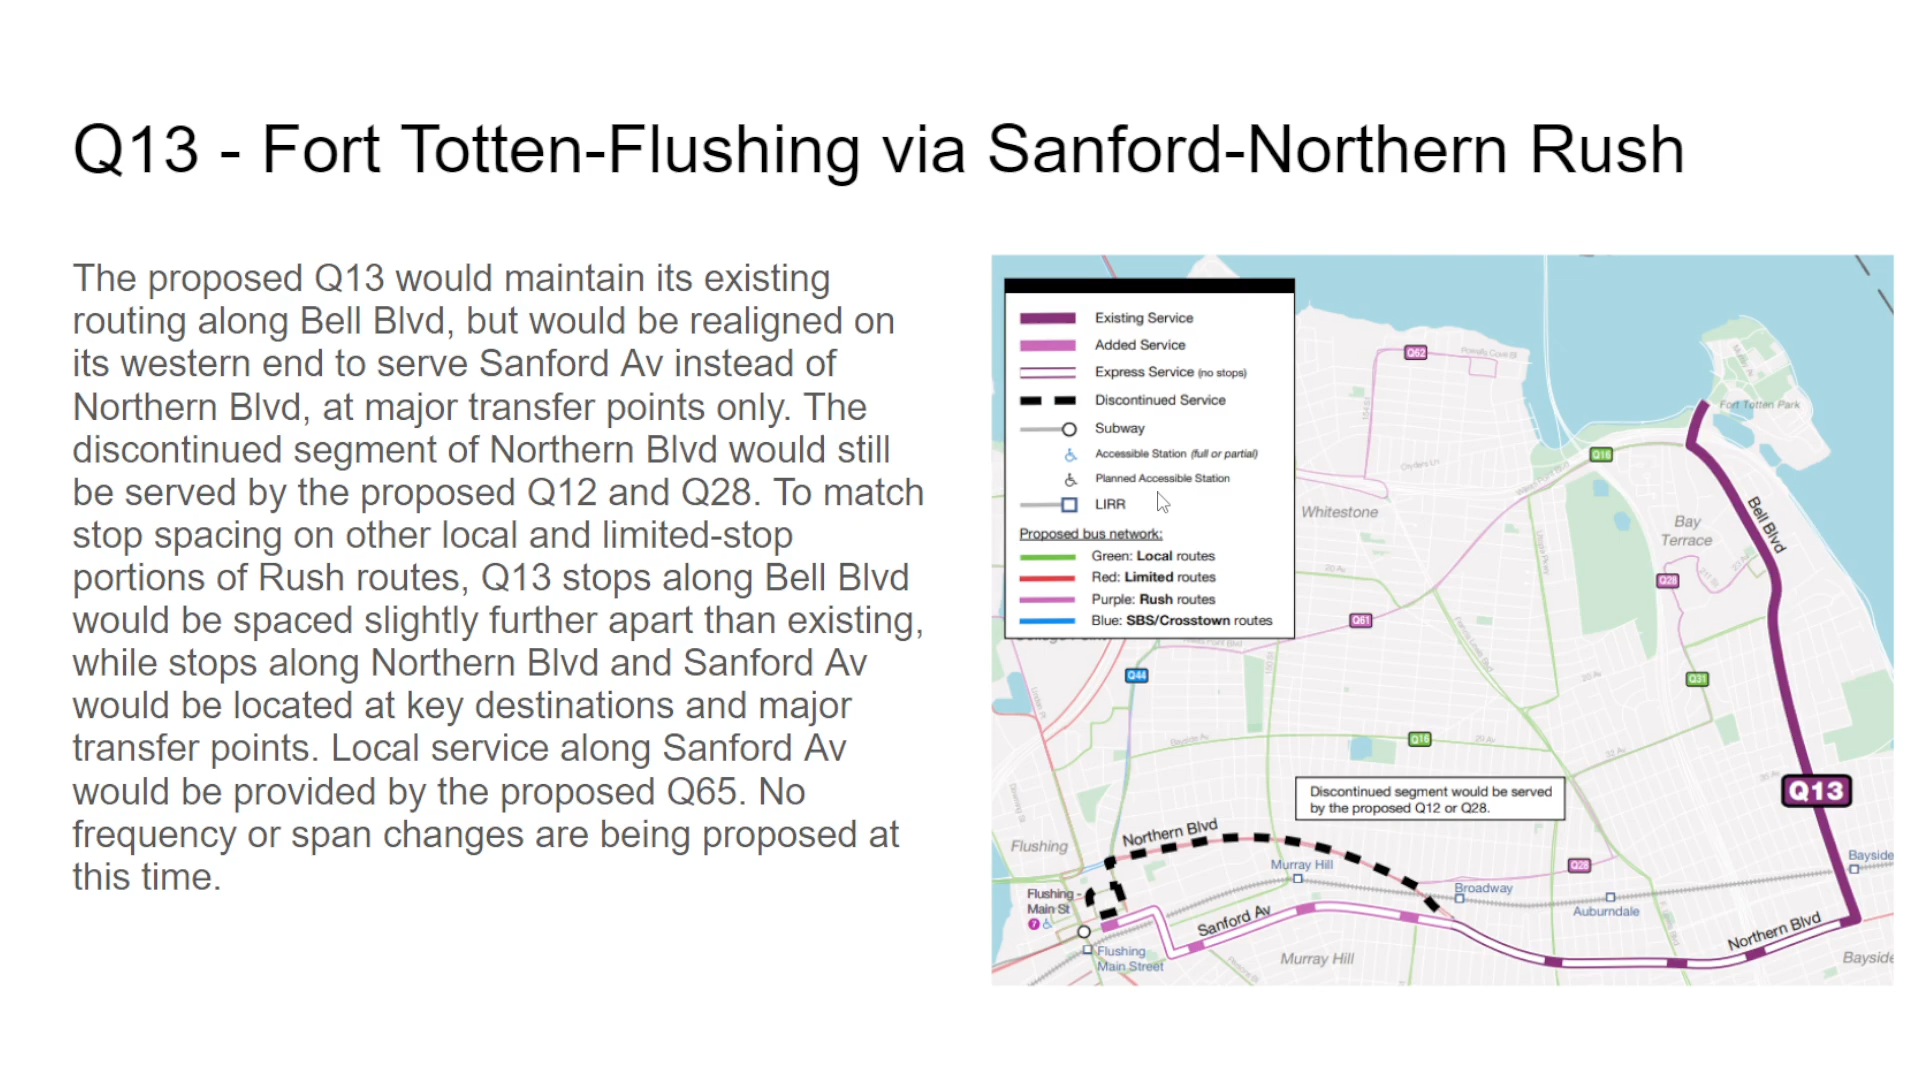 Q13 - Fort Totten-Flushing via Sanford-Northern Rush
The proposed Q13 would maintain its existing
routing along Bell Blvd, but would be realigned on
its western end to serve Sanford Av instead of
Northern Blvd, at major transfer points only. The
discontinued segment of Northern Blvd would still
be served by the proposed Q12 and Q28. To match
stop spacing on other local and limited-stop
portions of Rush routes, Q13 stops along Bell Blvd
would be spaced slightly further apart than existing,
while stops along Northern Blvd and Sanford Av
would be located at key destinations and major
transfer points. Local service along Sanford Av
would be provided by the proposed Q65. No
frequency or span changes are being proposed at
this time.
Existing Service
Added Service
Express Service (no stops)
Discontinued Service
Subway
Accessible Station (full or partial)
Planned Accessible Station
LIRR
Proposed bus network:
Green: Local routes
Red: Limited routes
Purple: Rush routes
Blue: SBS/Crosstown routes
Q62
Fort Totten Park
Q16
Whitestone
Bay
Terrace
Bell Blvd
Q28
Q61
Q44
Q31
20 Av
Q16
29 Av
32 Av
Q13
Discontinued segment would be served
by the proposed Q12 or Q28.
Northern Blvd
Flushing
Murray Hill
Q28
Bayside
Broadway
Auburndale
Flushing -
Main St
7
Sanford Av
Northern Blvd
Flushing
Main Street
Murray Hill
Bayside